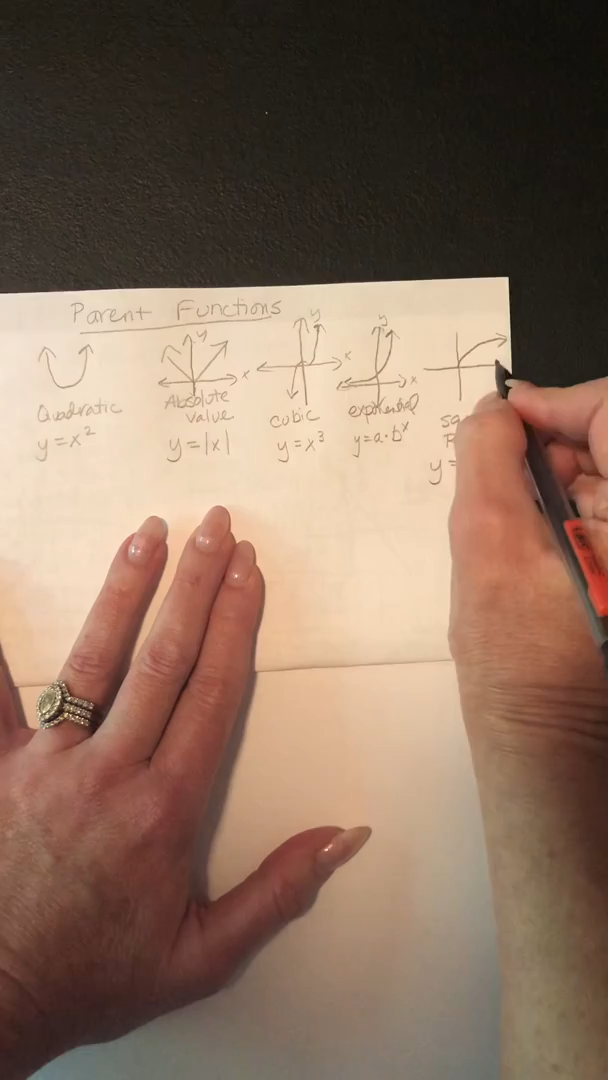 Parent Functions
Quadratic
y = x²
y
x
Absolute
value
y = |x|
y
x
cubic
y = x³
y
x
exponential
y = a · bˣ
y =